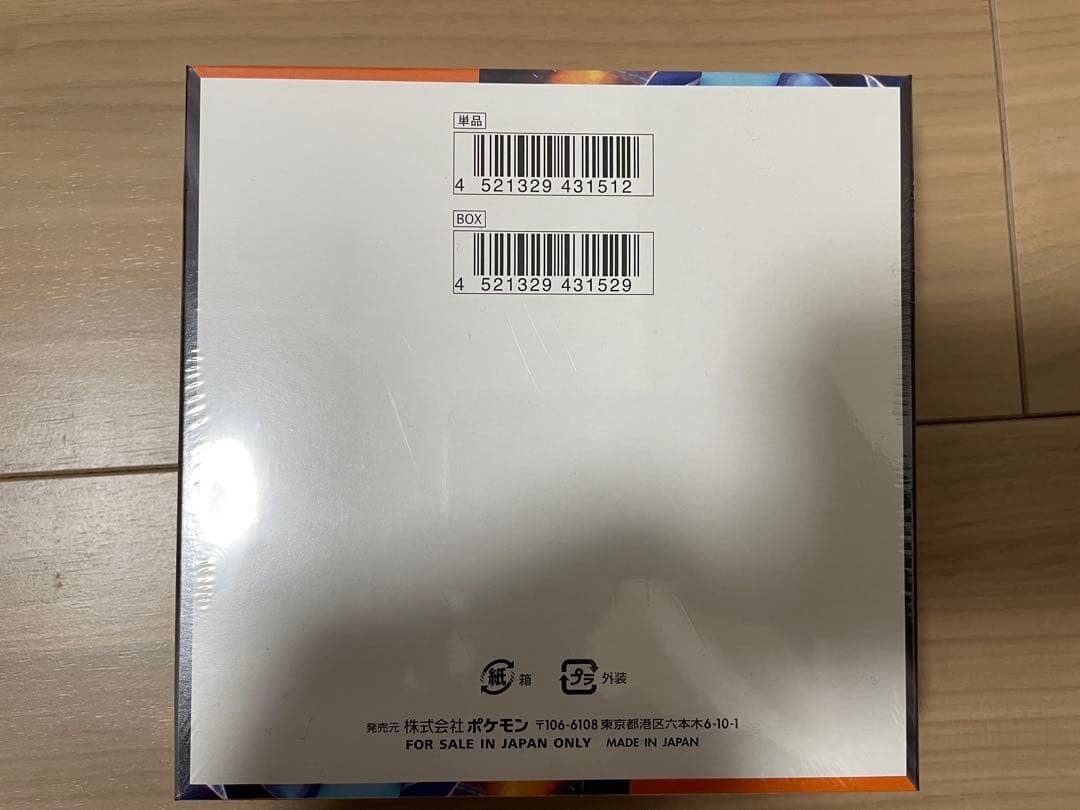 単品
4 521329 431512
BOX
4 521329 431529
紙 箱 プラ 外装
発売元 株式会社 ポケモン 〒106-6108 東京都港区六本木6-10-1
FOR SALE IN JAPAN ONLY MADE IN JAPAN